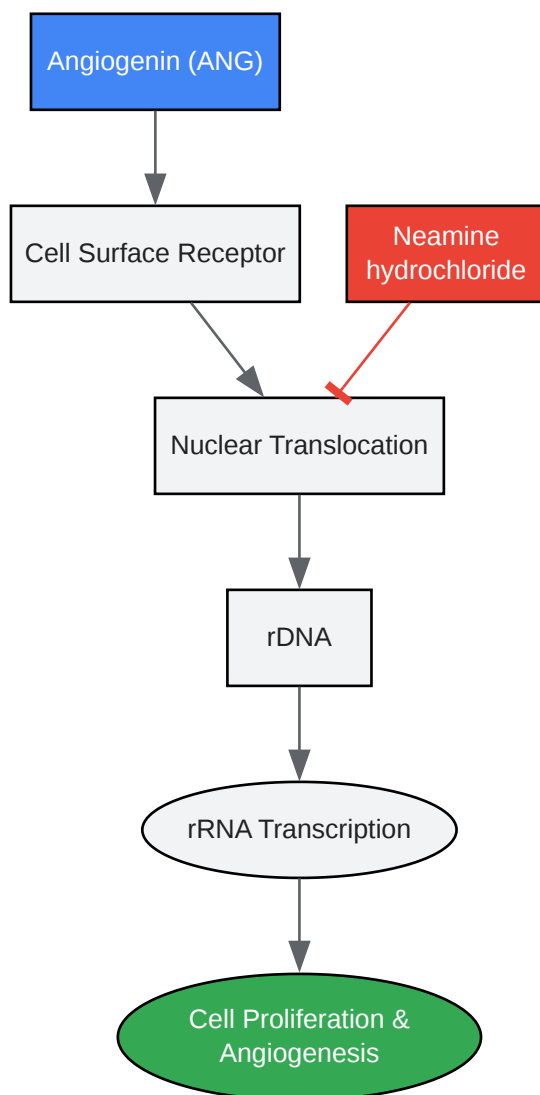 Angiogenin (ANG)
Cell Surface Receptor
Neamine
hydrochloride
Nuclear Translocation
rDNA
rRNA Transcription
Cell Proliferation &
Angiogenesis